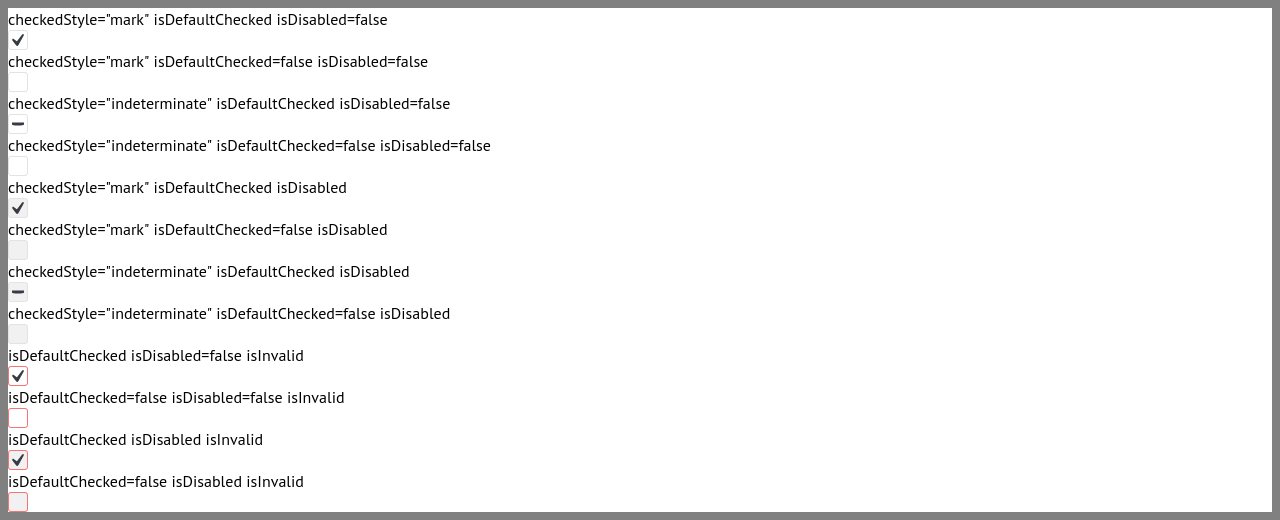 checkedStyle="mark" isDefaultChecked isDisabled=false
checkedStyle="mark" isDefaultChecked=false isDisabled=false
checkedStyle="indeterminate" isDefaultChecked isDisabled=false
checkedStyle="indeterminate" isDefaultChecked=false isDisabled=false
checkedStyle="mark" isDefaultChecked isDisabled
checkedStyle="mark" isDefaultChecked=false isDisabled
checkedStyle="indeterminate" isDefaultChecked isDisabled
checkedStyle="indeterminate" isDefaultChecked=false isDisabled
isDefaultChecked isDisabled=false isInvalid
isDefaultChecked=false isDisabled=false isInvalid
isDefaultChecked isDisabled isInvalid
isDefaultChecked=false isDisabled isInvalid